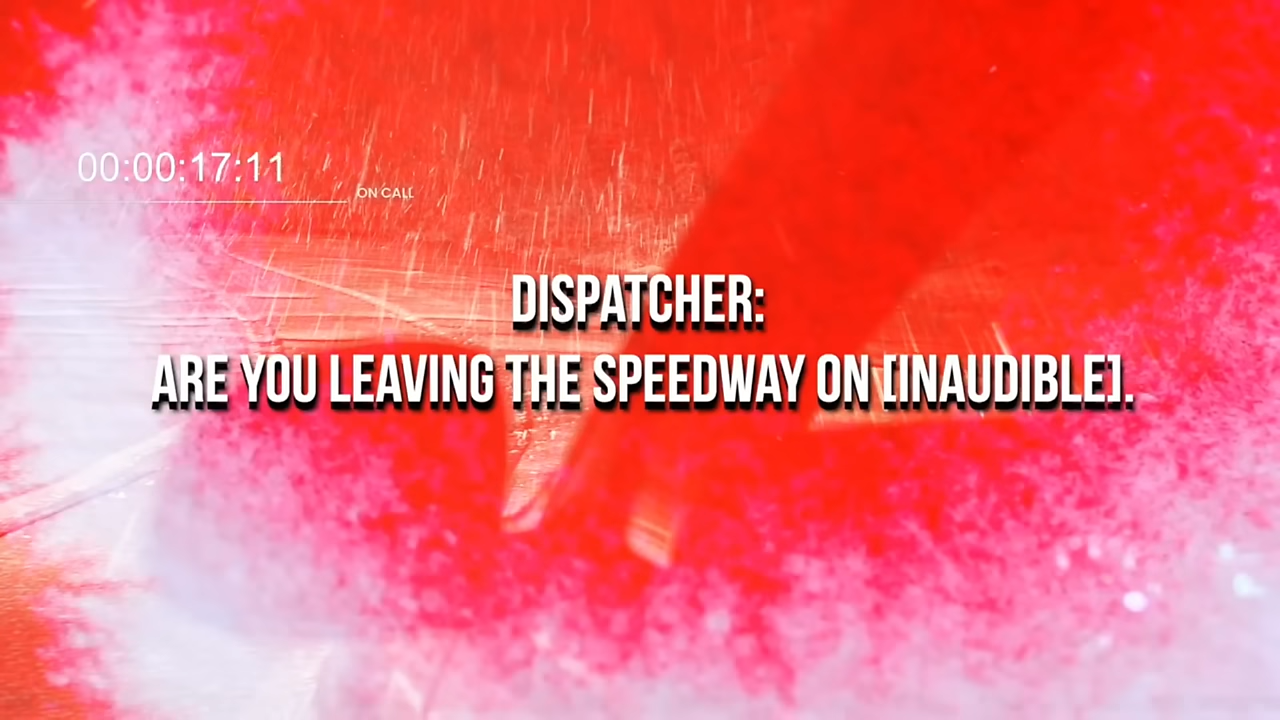 00:00:17:11
ON CALL
DISPATCHER:
ARE YOU LEAVING THE SPEEDWAY ON [INAUDIBLE].